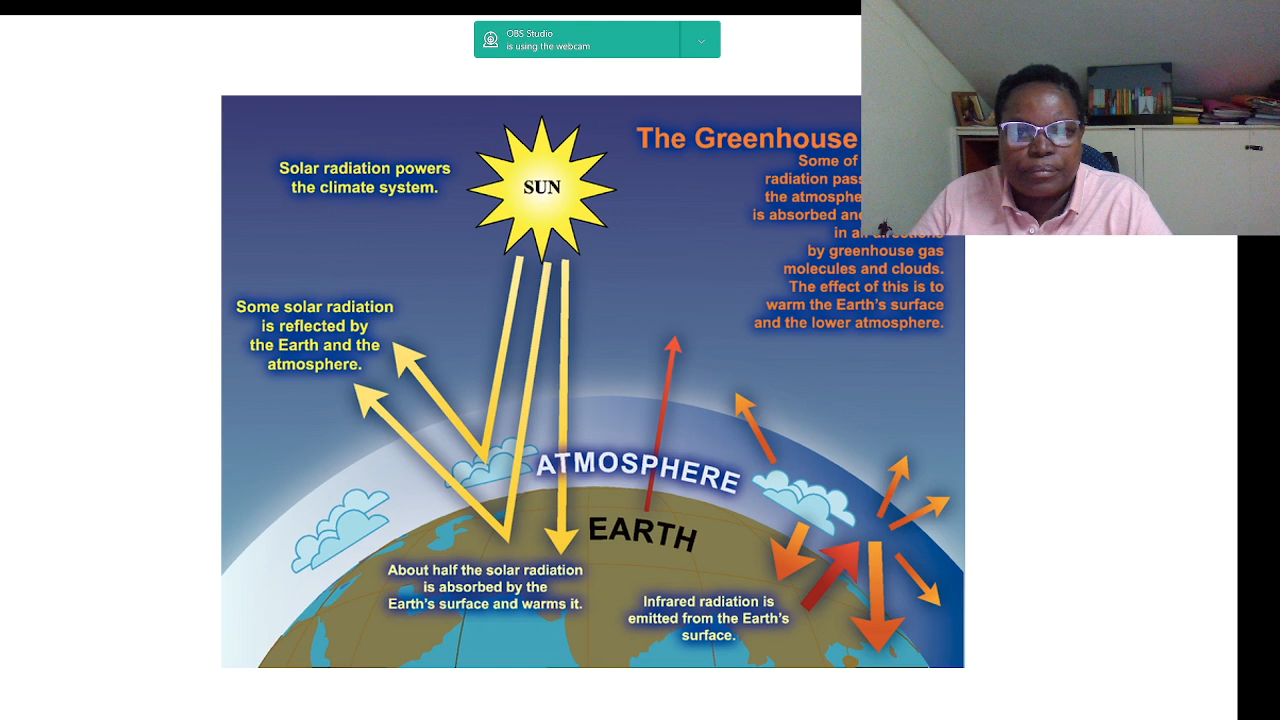 OBS Studio
is using the webcam
The Greenhouse
Some of
radiation
the
is absorbed
in
by greenhouse gas
molecules and clouds.
The effect of this is to
warm the Earth's surface
and the lower atmosphere.
Solar radiation powers
the climate system.
SUN
Some solar radiation
is reflected by
the Earth and the
atmosphere.
ATMOSPHERE
EARTH
About half the solar radiation
is absorbed by the
Earth's surface and warms it.
Infrared radiation is
emitted from the Earth's
surface.